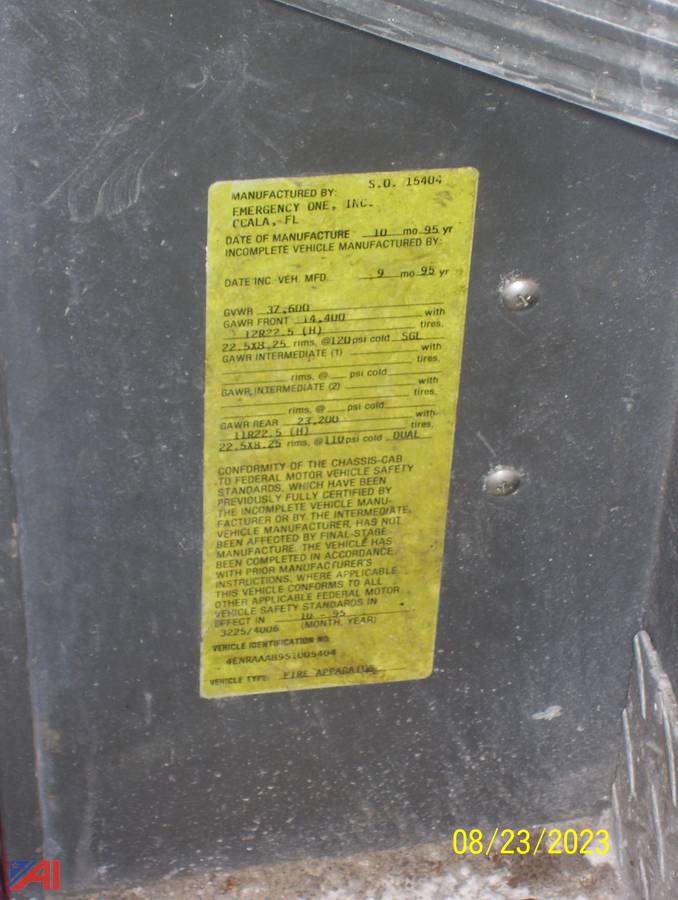 MANUFACTURED BY: S.O. 15404
EMERGENCY ONE, INC.
OCALA, FL
DATE OF MANUFACTURE 10 mo 95 yr
INCOMPLETE VEHICLE MANUFACTURED BY:
DATE INC. VEH. MFD. 9 mo 95 yr
GVWR 37,600
GAWR FRONT 14,400 with
12R22.5 (H) tires.
22.5X8.25 rims, @ 120 psi cold SGL
GAWR INTERMEDIATE (1) with
tires.
rims, @ psi cold
GAWR INTERMEDIATE (2) with
tires.
rims, @ psi cold
GAWR REAR 23,200 with
11R22.5 (H) tires.
22.5X8.25 rims, @ 110 psi cold DUAL
CONFORMITY OF THE CHASSIS-CAB
TO FEDERAL MOTOR VEHICLE SAFETY
STANDARDS, WHICH HAVE BEEN
PREVIOUSLY FULLY CERTIFIED BY
THE INCOMPLETE VEHICLE MANU-
FACTURER OR BY THE INTERMEDIATE
VEHICLE MANUFACTURER, HAS NOT
BEEN AFFECTED BY FINAL-STAGE
MANUFACTURE. THE VEHICLE HAS
BEEN COMPLETED IN ACCORDANCE
WITH PRIOR MANUFACTURER'S
INSTRUCTIONS, WHERE APPLICABLE
THIS VEHICLE CONFORMS TO ALL
OTHER APPLICABLE FEDERAL MOTOR
VEHICLE SAFETY STANDARDS IN
EFFECT IN 10 - 95
3225/4006 (MONTH, YEAR)
VEHICLE IDENTIFICATION NO.
4ENRAAA89S1005404
VEHICLE TYPE: FIRE APPARATUS
08/23/2023
AI